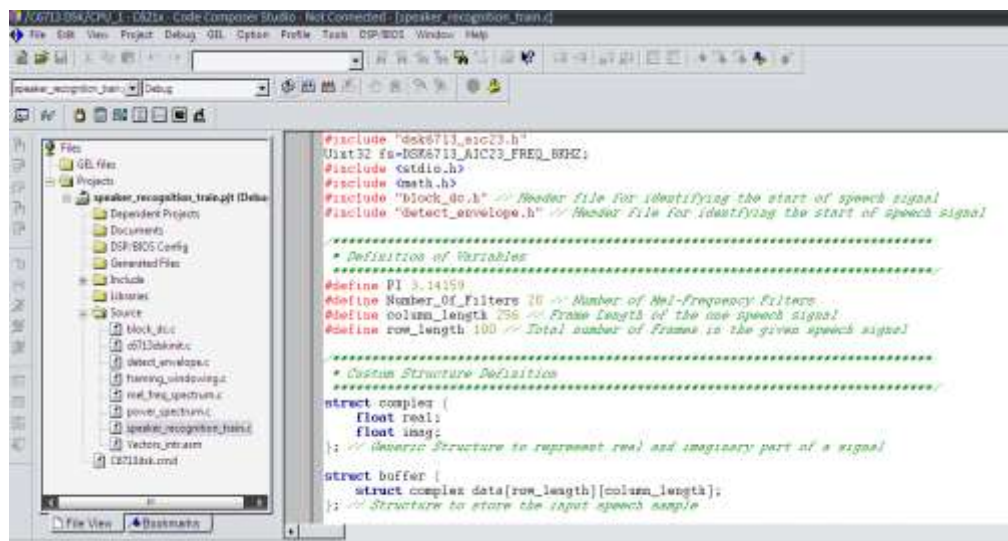 /C6713 DSK/CPU_1 - C621x - Code Composer Studio - Not Connected - [speaker_recognition_train.c]
File Edit View Project Debug GEL Option Profile Tools DSP/BIOS Window Help
speaker_recognition_train Debug
Files
GEL files
Projects
speaker_recognition_train.pjt (Debu
Dependent Projects
Documents
DSP/BIOS Config
Generated Files
Include
Libraries
Source
block_dc.c
c6713dskinit.c
detect_envelope.c
framing_windowing.c
mel_freq_spectrum.c
power_spectrum.c
speaker_recognition_train.c
Vectors_intr.asm
C6713dsk.cmd
File View Bookmarks
#include "dsk6713_aic23.h"
Uint32 fs=DSK6713_AIC23_FREQ_8KHZ;
#include <stdio.h>
#include <math.h>
#include "block_dc.h" // Header file for identifying the start of speech signal
#include "detect_envelope.h" // Header file for identifying the start of speech signal
* Definition of Variables
#define PI 3.14159
#define Number_Of_Filters 20 // Number of Mel-Frequency Filters
#define column_length 256 // Frame Length of the one speech signal
#define row_length 100 // Total number of Frames in the given speech signal
* Custom Structure Definition
struct complex {
float real;
float imag;
}; // Generic Structure to represent real and imaginary part of a signal
struct buffer {
struct complex data[row_length][column_length];
}; // Structure to store the input speech sample